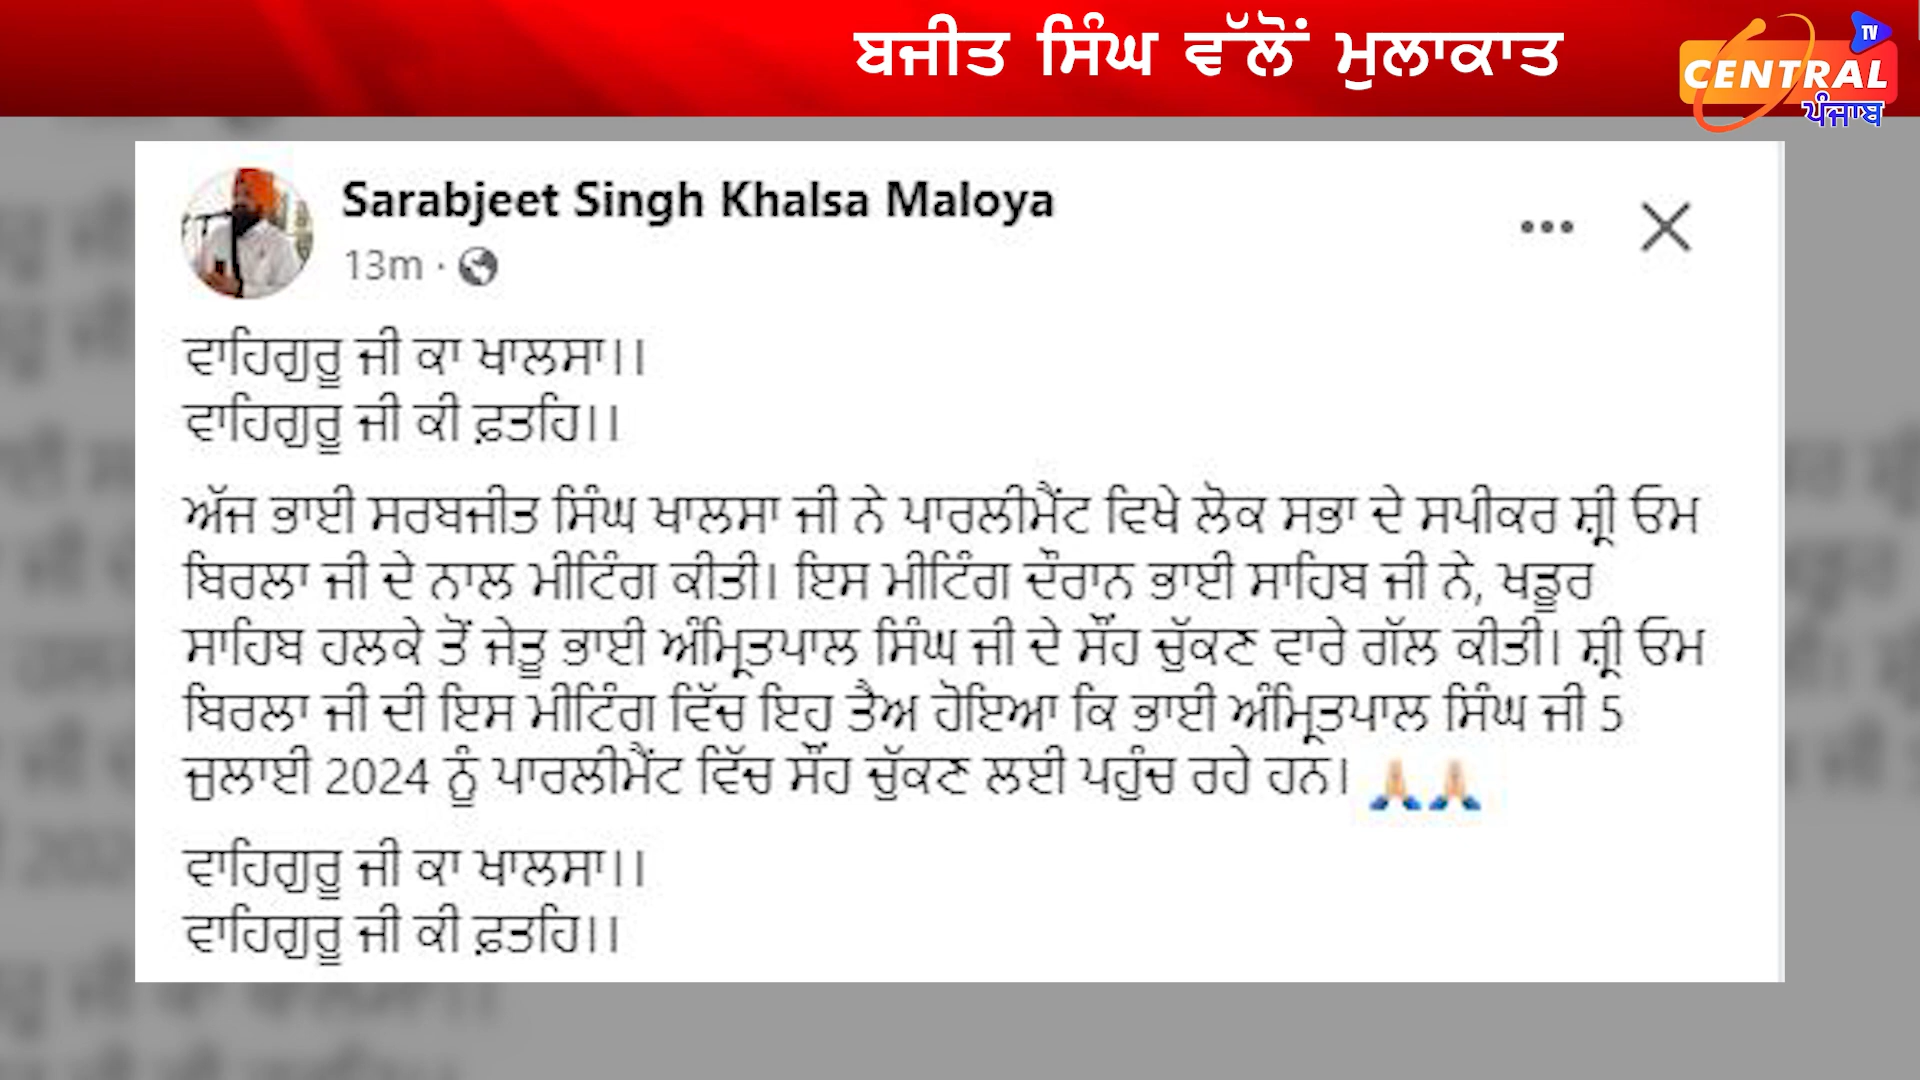 ਬਜੀਤ ਸਿੰਘ ਵੱਲੋਂ ਮੁਲਾਕਾਤ
TV
CENTRAL
ਪੰਜਾਬ
Sarabjeet Singh Khalsa Maloya
13m ·
ਵਾਹਿਗੁਰੂ ਜੀ ਕਾ ਖਾਲਸਾ।।
ਵਾਹਿਗੁਰੂ ਜੀ ਕੀ ਫ਼ਤਹਿ।।
ਅੱਜ ਭਾਈ ਸਰਬਜੀਤ ਸਿੰਘ ਖਾਲਸਾ ਜੀ ਨੇ ਪਾਰਲੀਮੈਂਟ ਵਿਖੇ ਲੋਕ ਸਭਾ ਦੇ ਸਪੀਕਰ ਸ਼੍ਰੀ ਓਮ
ਬਿਰਲਾ ਜੀ ਦੇ ਨਾਲ ਮੀਟਿੰਗ ਕੀਤੀ। ਇਸ ਮੀਟਿੰਗ ਦੌਰਾਨ ਭਾਈ ਸਾਹਿਬ ਜੀ ਨੇ, ਖਡੂਰ
ਸਾਹਿਬ ਹਲਕੇ ਤੋਂ ਜੇਤੂ ਭਾਈ ਅੰਮ੍ਰਿਤਪਾਲ ਸਿੰਘ ਜੀ ਦੇ ਸੌਂਹ ਚੁੱਕਣ ਵਾਰੇ ਗੱਲ ਕੀਤੀ। ਸ਼੍ਰੀ ਓਮ
ਬਿਰਲਾ ਜੀ ਦੀ ਇਸ ਮੀਟਿੰਗ ਵਿੱਚ ਇਹ ਤੈਅ ਹੋਇਆ ਕਿ ਭਾਈ ਅੰਮ੍ਰਿਤਪਾਲ ਸਿੰਘ ਜੀ 5
ਜੁਲਾਈ 2024 ਨੂੰ ਪਾਰਲੀਮੈਂਟ ਵਿੱਚ ਸੌਂਹ ਚੁੱਕਣ ਲਈ ਪਹੁੰਚ ਰਹੇ ਹਨ। 🙏🏻🙏🏻
ਵਾਹਿਗੁਰੂ ਜੀ ਕਾ ਖਾਲਸਾ।।
ਵਾਹਿਗੁਰੂ ਜੀ ਕੀ ਫ਼ਤਹਿ।।